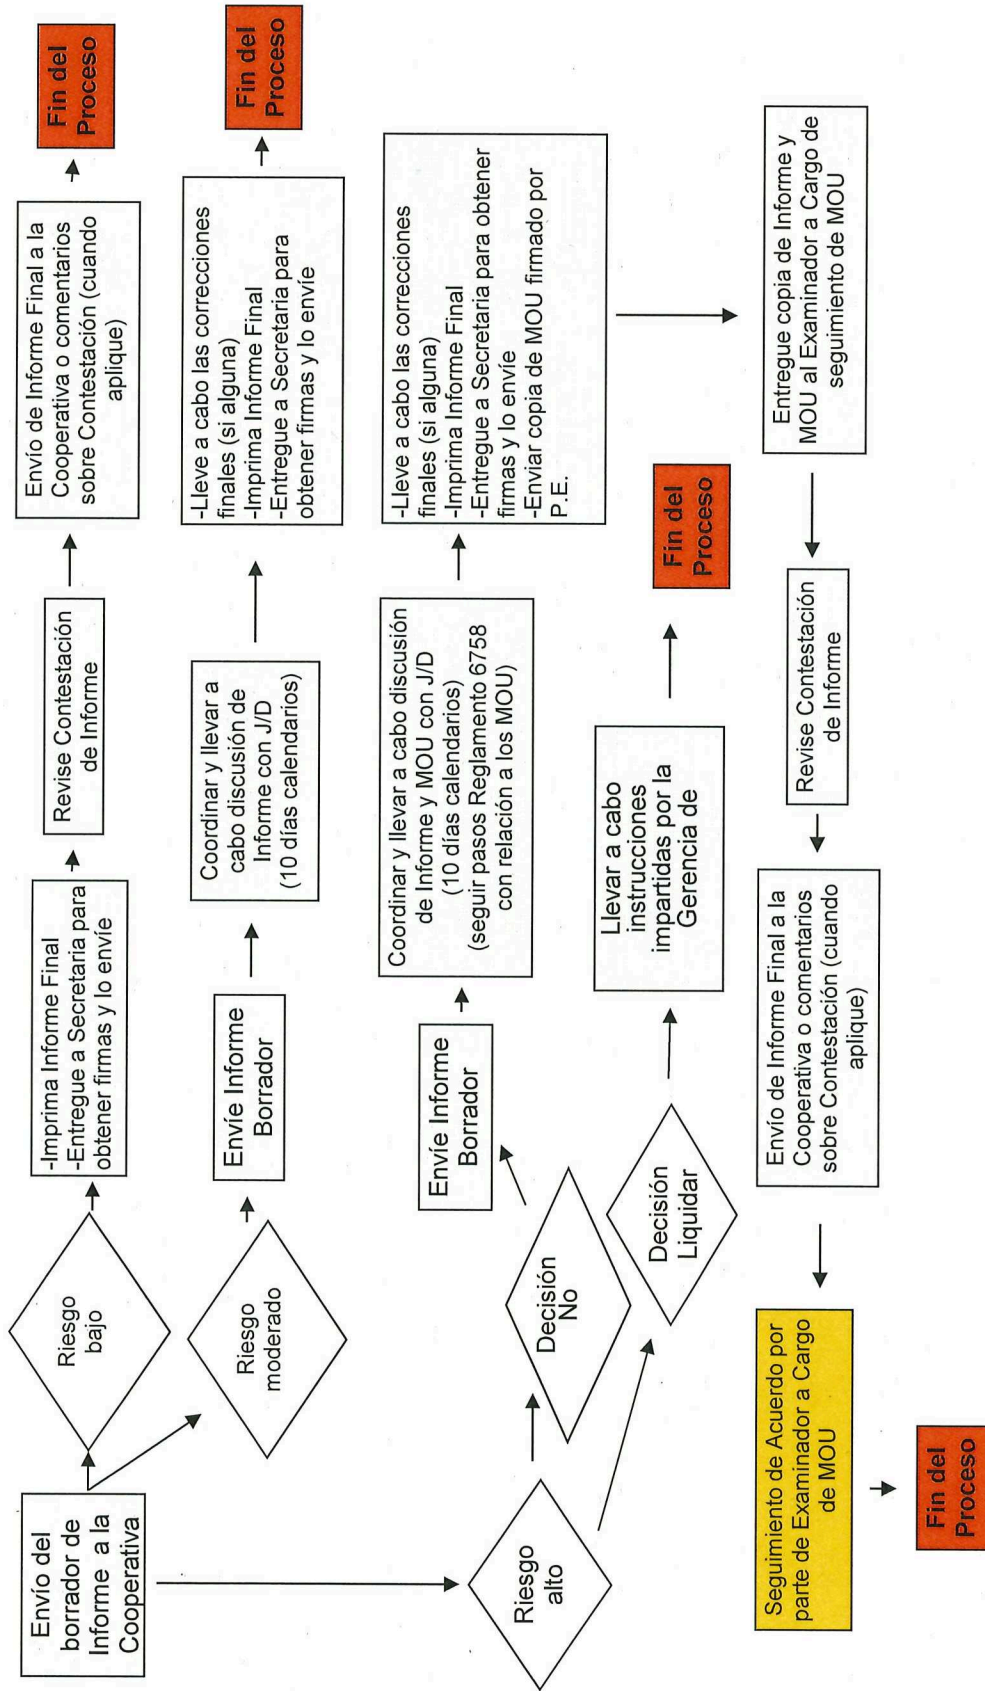 Envío del
borrador de
Informe a la
Cooperativa
Riesgo
bajo
-Imprima Informe Final
-Entregue a Secretaria para
obtener firmas y lo envíe
Revise Contestación
de Informe
Envío de Informe Final a la
Cooperativa o comentarios
sobre Contestación (cuando
aplique)
Fin del
Proceso
Riesgo
moderado
Envíe Informe
Borrador
Coordinar y llevar a
cabo discusión de
Informe con J/D
(10 días calendarios)
-Lleve a cabo las correcciones
finales (si alguna)
-Imprima Informe Final
-Entregue a Secretaria para
obtener firmas y lo envíe
Fin del
Proceso
Riesgo
alto
Decisión
No
Envíe Informe
Borrador
Coordinar y llevar a cabo discusión
de Informe y MOU con J/D
(10 días calendarios)
(seguir pasos Reglamento 6758
con relación a los MOU)
-Lleve a cabo las correcciones
finales (si alguna)
-Imprima Informe Final
-Entregue a Secretaria para obtener
firmas y lo envíe
-Enviar copia de MOU firmado por
P.E.
Decisión
Liquidar
Llevar a cabo
instrucciones
impartidas por la
Gerencia de
Fin del
Proceso
Entregue copia de Informe y
MOU al Examinador a Cargo de
seguimiento de MOU
Revise Contestación
de Informe
Envío de Informe Final a la
Cooperativa o comentarios
sobre Contestación (cuando
aplique)
Seguimiento de Acuerdo por
parte de Examinador a Cargo
de MOU
Fin del
Proceso